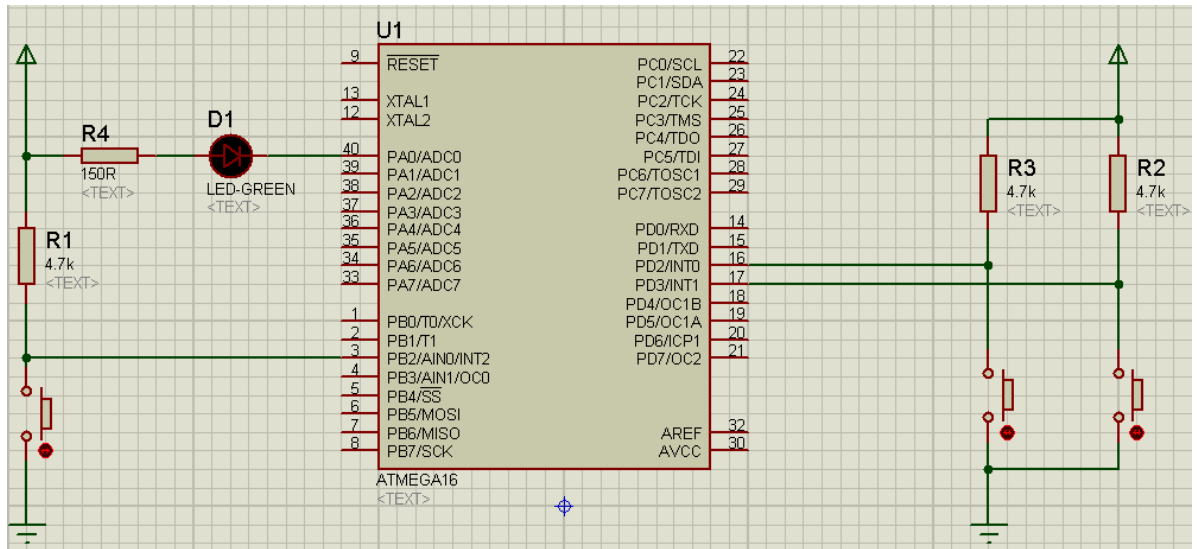 U1
9
RESET
13
XTAL1
12
XTAL2
40
PA0/ADC0
39
PA1/ADC1
38
PA2/ADC2
37
PA3/ADC3
36
PA4/ADC4
35
PA5/ADC5
34
PA6/ADC6
33
PA7/ADC7
1
PB0/T0/XCK
2
PB1/T1
3
PB2/AIN0/INT2
4
PB3/AIN1/OC0
5
PB4/SS
6
PB5/MOSI
7
PB6/MISO
8
PB7/SCK
PC0/SCL
22
PC1/SDA
23
PC2/TCK
24
PC3/TMS
25
PC4/TDO
26
PC5/TDI
27
PC6/TOSC1
28
PC7/TOSC2
29
PD0/RXD
14
PD1/TXD
15
PD2/INT0
16
PD3/INT1
17
PD4/OC1B
18
PD5/OC1A
19
PD6/ICP1
20
PD7/OC2
21
AREF
32
AVCC
30
ATMEGA16
<TEXT>
R4
150R
<TEXT>
D1
LED-GREEN
<TEXT>
R1
4.7k
<TEXT>
R3
4.7k
<TEXT>
R2
4.7k
<TEXT>